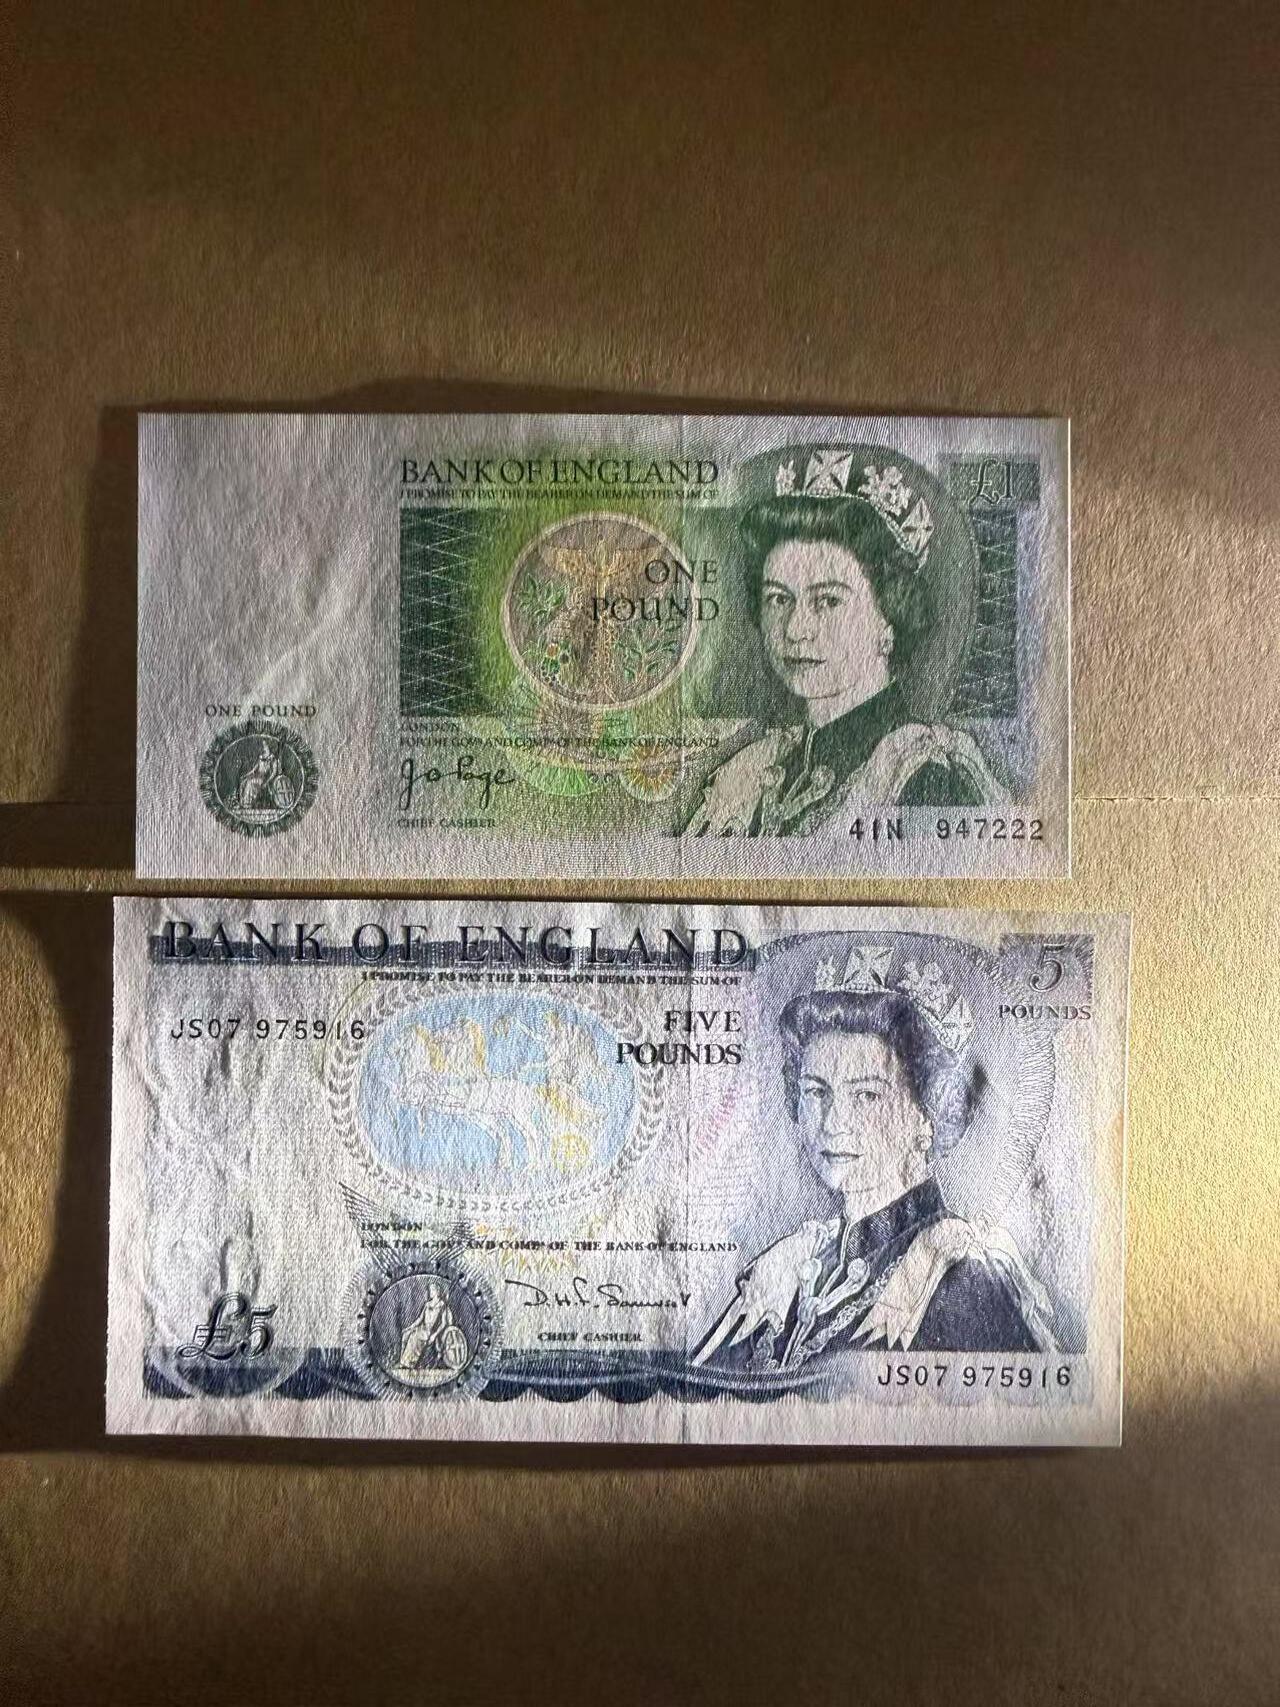 BANK OF ENGLAND
I PROMISE TO PAY THE BEARER ON DEMAND THE SUM OF
£1
ONE
POUND
ONE POUND
LONDON
FOR THE GOVR AND COMPA OF THE BANK OF ENGLAND
J o Page
CHIEF CASHIER
41N 947222
BANK OF ENGLAND
I PROMISE TO PAY THE BEARER ON DEMAND THE SUM OF
5
POUNDS
JS07 975916
FIVE
POUNDS
LONDON
FOR THE GOVR AND COMPA OF THE BANK OF ENGLAND
D.H.F. Somerset
CHIEF CASHIER
£5
JS07 975916